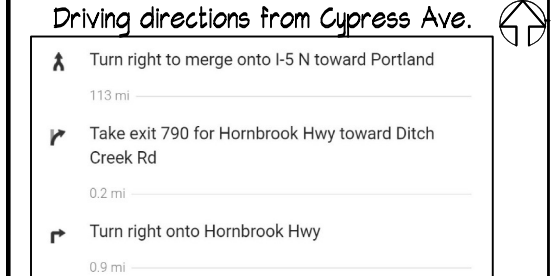 Driving directions from Cypress Ave.
Turn right to merge onto I-5 N toward Portland
113 mi
Take exit 790 for Hornbrook Hwy toward Ditch
Creek Rd
0.2 mi
Turn right onto Hornbrook Hwy
0.9 mi